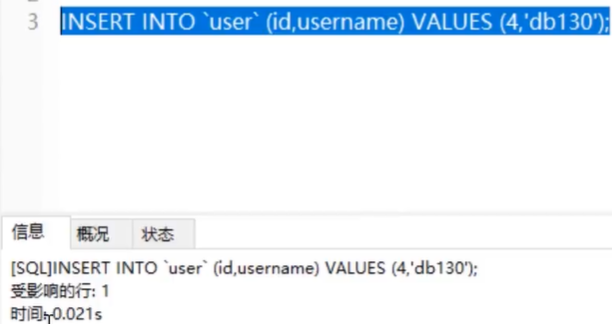 3 INSERT INTO `user` (id,username) VALUES (4,'db130');
信息 概况 状态
[SQL]INSERT INTO `user` (id,username) VALUES (4,'db130');
受影响的行: 1
时间: 0.021s